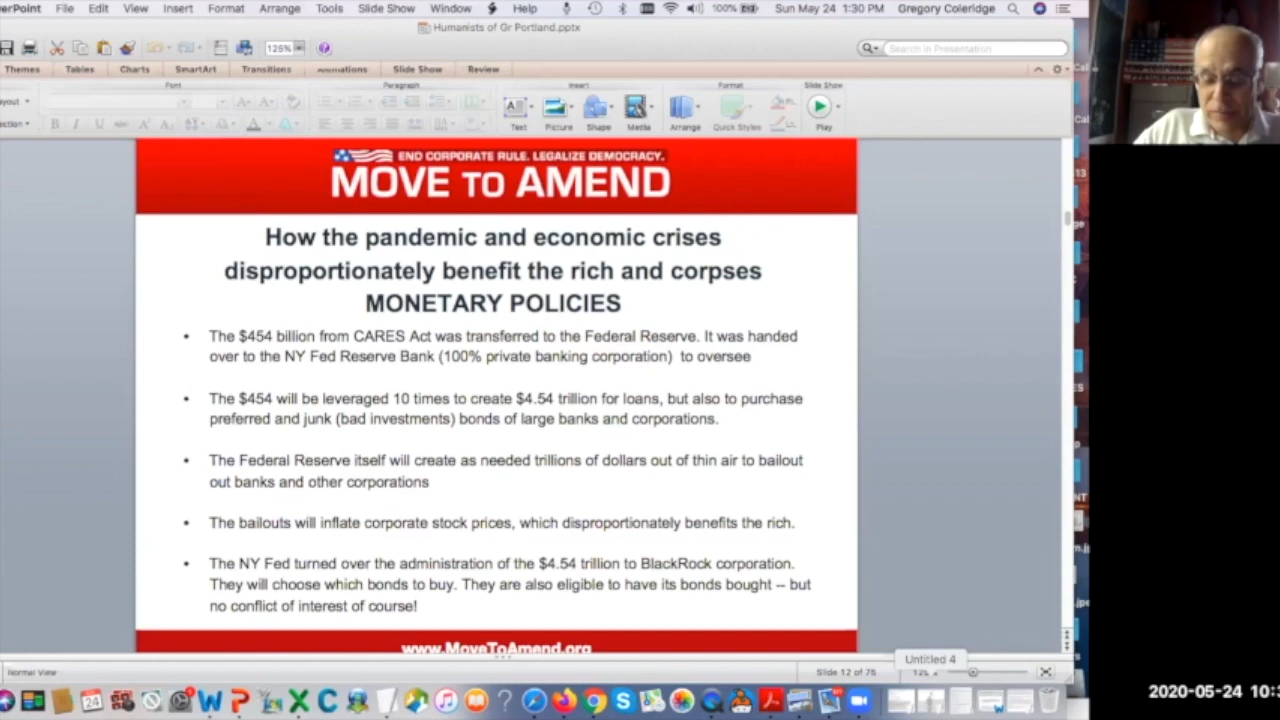 PowerPoint File Edit View Insert Format Arrange Tools Slide Show Window Help 100% Sun May 24 1:30 PM Gregory Coleridge
Humanists of Gr Portland.pptx
125% Search in Presentation
Themes Tables Charts SmartArt Transitions Animations Slide Show Review
Font Paragraph Insert Format Slide Show
Text Picture Shape Media Arrange Quick Styles Play
END CORPORATE RULE. LEGALIZE DEMOCRACY.
MOVE TO AMEND
How the pandemic and economic crises
disproportionately benefit the rich and corpses
MONETARY POLICIES
• The $454 billion from CARES Act was transferred to the Federal Reserve. It was handed
over to the NY Fed Reserve Bank (100% private banking corporation) to oversee
• The $454 will be leveraged 10 times to create $4.54 trillion for loans, but also to purchase
preferred and junk (bad investments) bonds of large banks and corporations.
• The Federal Reserve itself will create as needed trillions of dollars out of thin air to bailout
out banks and other corporations
• The bailouts will inflate corporate stock prices, which disproportionately benefits the rich.
• The NY Fed turned over the administration of the $4.54 trillion to BlackRock corporation.
They will choose which bonds to buy. They are also eligible to have its bonds bought -- but
no conflict of interest of course!
www.MoveToAmend.org
Untitled 4
Normal View Slide 12 of 75
2020-05-24